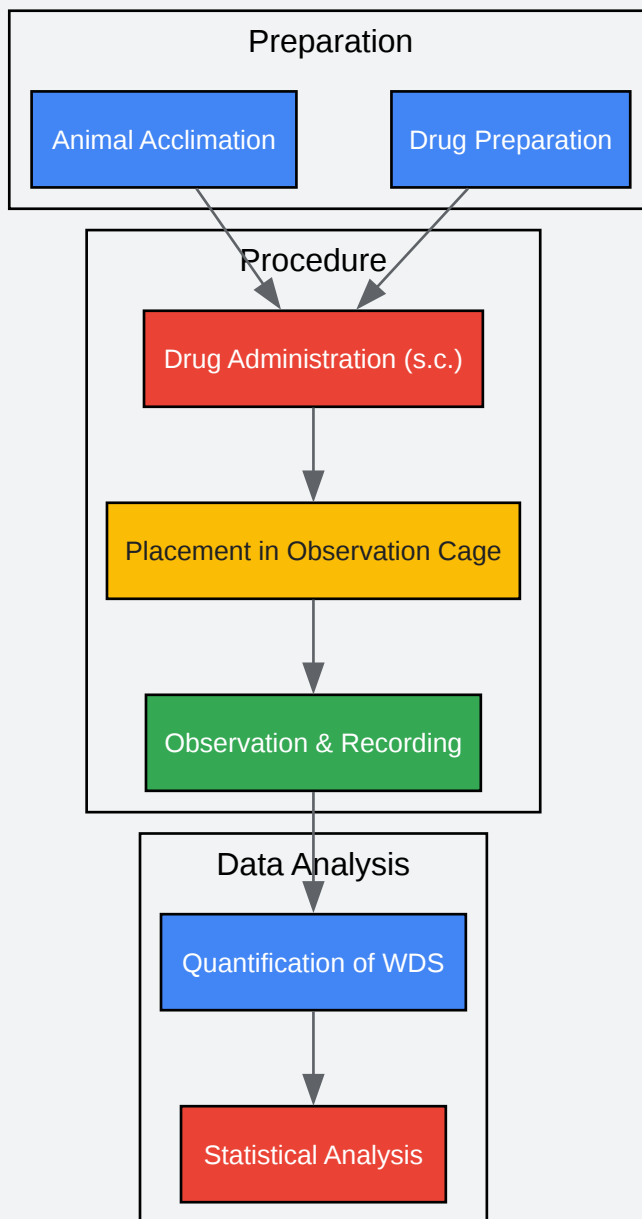 Preparation
Animal Acclimation
Drug Preparation
Procedure
Drug Administration (s.c.)
Placement in Observation Cage
Observation & Recording
Data Analysis
Quantification of WDS
Statistical Analysis